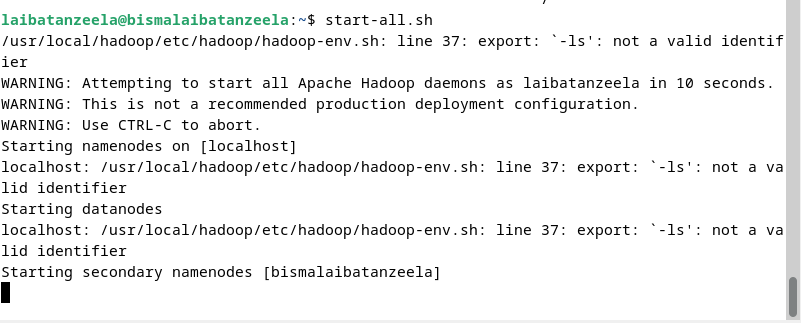 laibatanzeela@bismalaibatanzeela:~$ start-all.sh
/usr/local/hadoop/etc/hadoop/hadoop-env.sh: line 37: export: `-ls': not a valid identif
ier
WARNING: Attempting to start all Apache Hadoop daemons as laibatanzeela in 10 seconds.
WARNING: This is not a recommended production deployment configuration.
WARNING: Use CTRL-C to abort.
Starting namenodes on [localhost]
localhost: /usr/local/hadoop/etc/hadoop/hadoop-env.sh: line 37: export: `-ls': not a va
lid identifier
Starting datanodes
localhost: /usr/local/hadoop/etc/hadoop/hadoop-env.sh: line 37: export: `-ls': not a va
lid identifier
Starting secondary namenodes [bismalaibatanzeela]